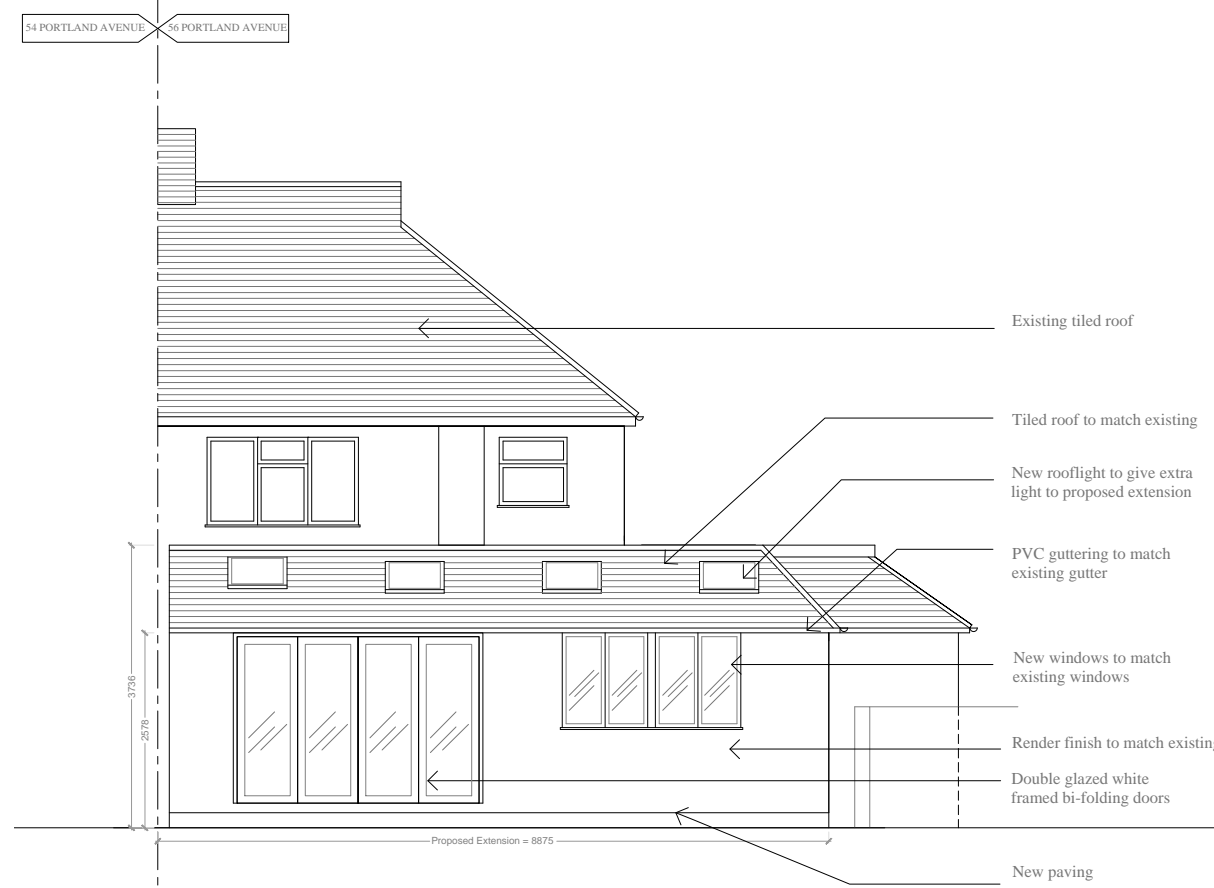 54 PORTLAND AVENUE
56 PORTLAND AVENUE
Existing tiled roof
Tiled roof to match existing
New rooflight to give extra
light to proposed extension
PVC guttering to match
existing gutter
New windows to match
existing windows
Render finish to match existing
Double glazed white
framed bi-folding doors
3736
2578
Proposed Extension = 8875
New paving